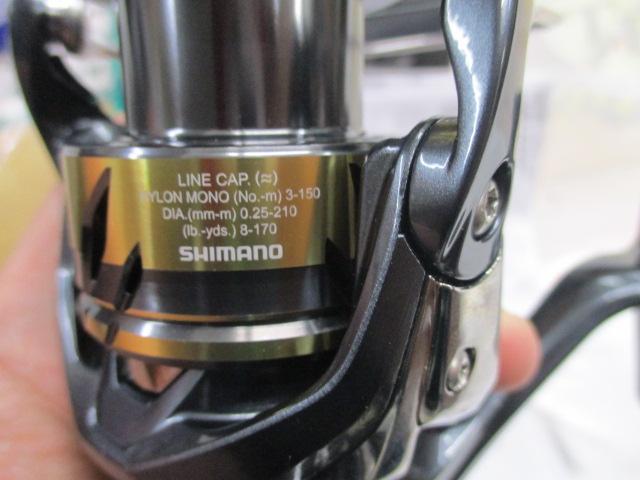 LINE CAP. (≈)
NYLON MONO (No.-m) 3-150
DIA.(mm-m) 0.25-210
(lb.-yds.) 8-170
SHIMANO